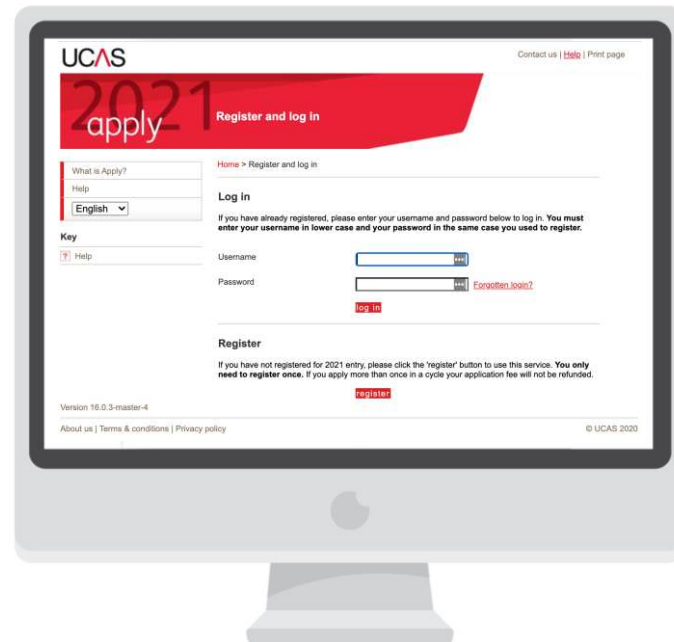 UCAS
Contact us | Help | Print page
2021
apply
Register and log in
What is Apply?
Help
English
Key
? Help
Home > Register and log in
Log in
If you have already registered, please enter your username and password below to log in. You must
enter your username in lower case and your password in the same case you used to register.
Username
Password
Forgotten login?
log in
Register
If you have not registered for 2021 entry, please click the 'register' button to use this service. You only
need to register once. If you apply more than once in a cycle your application fee will not be refunded.
register
Version 16.0.3-master-4
About us | Terms & conditions | Privacy policy
© UCAS 2020